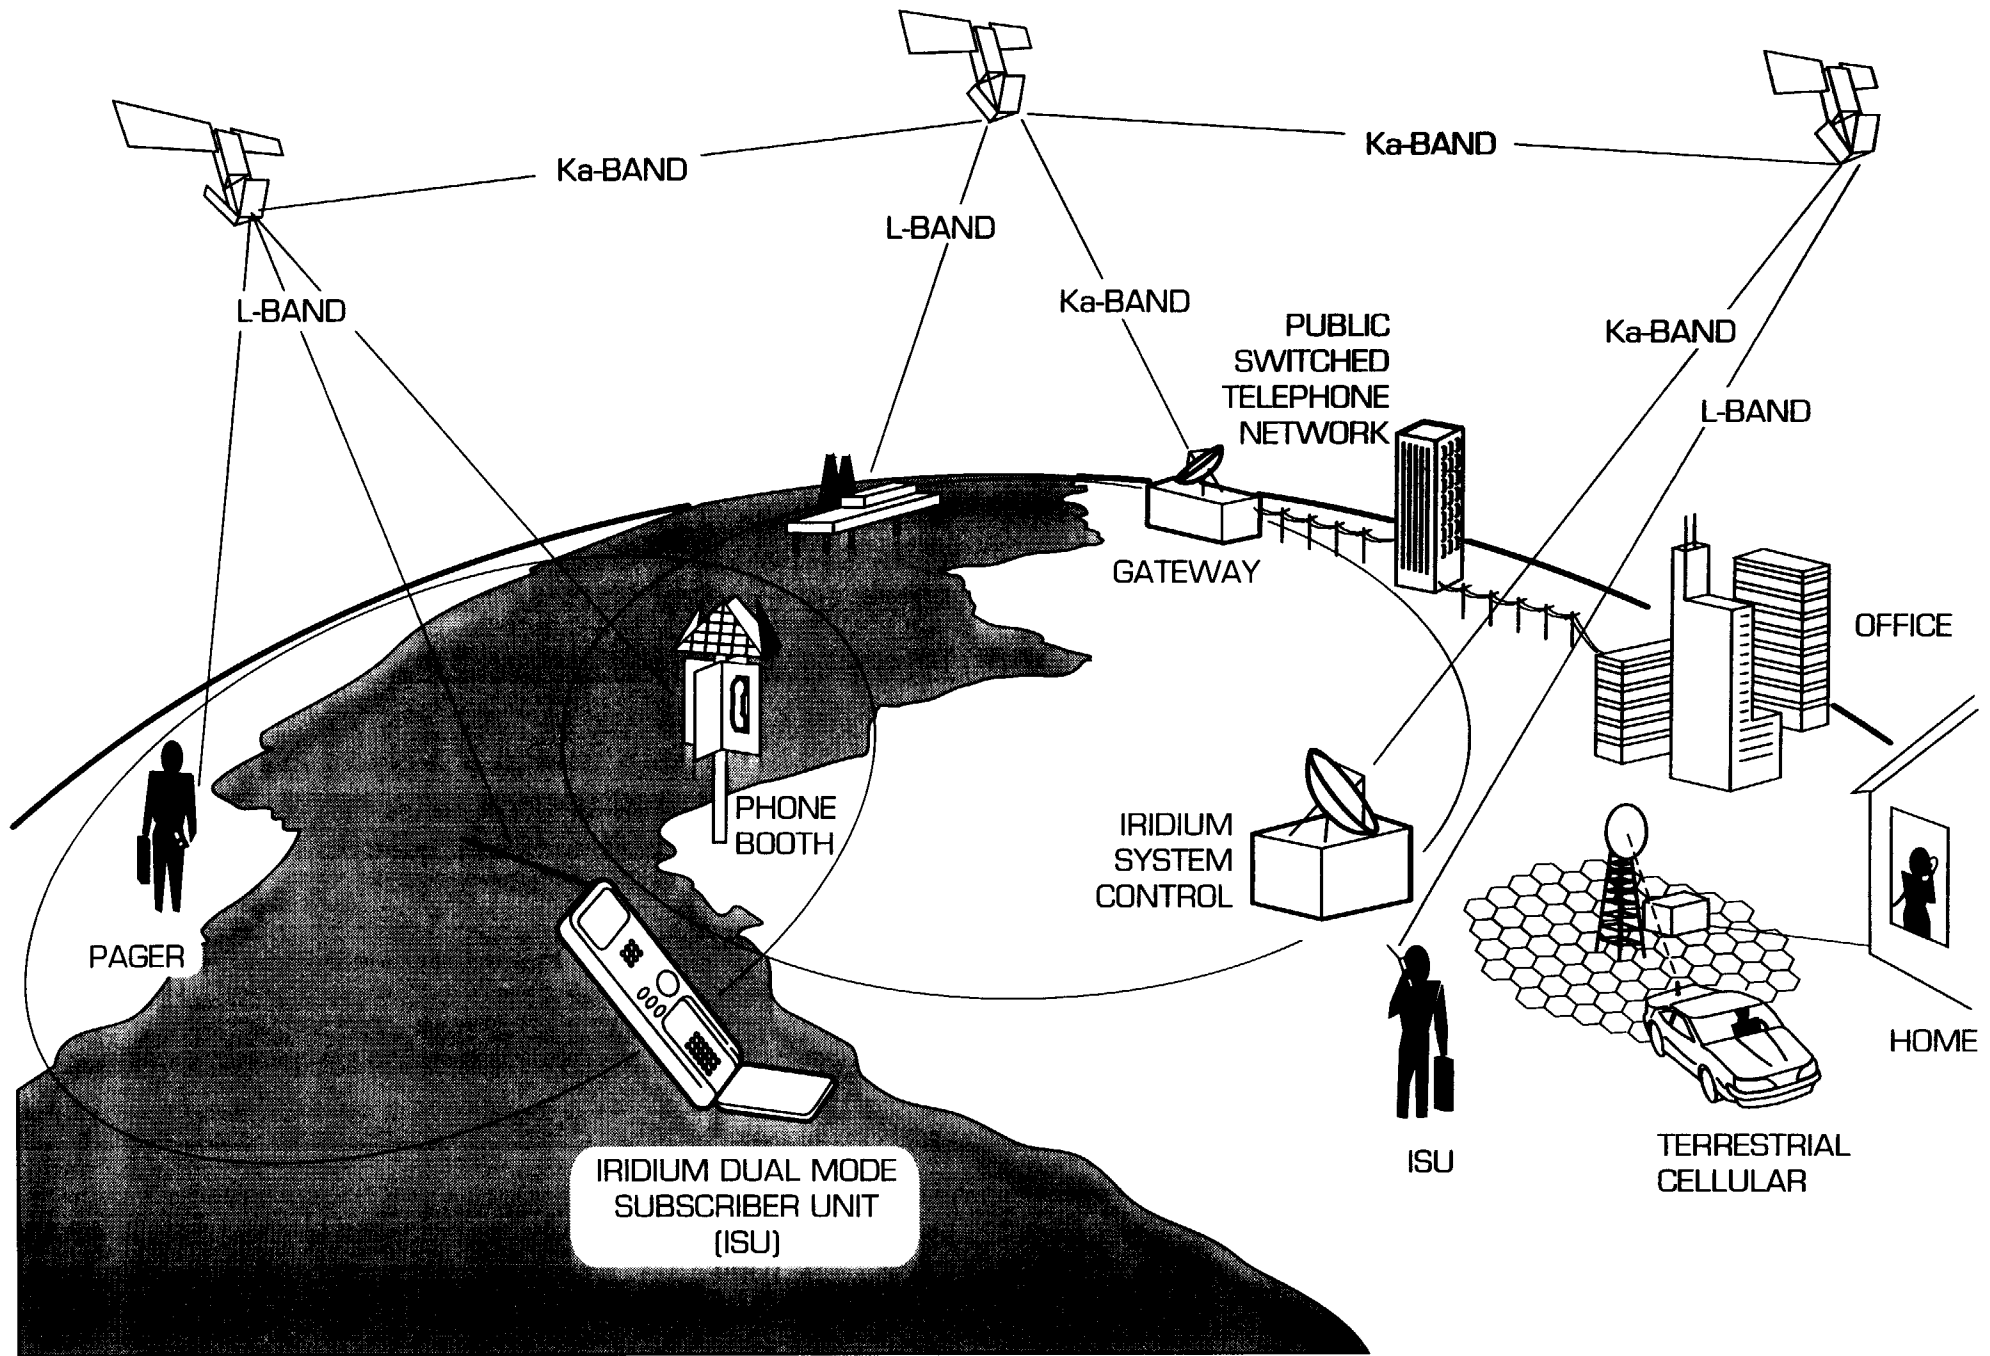 Ka-BAND
Ka-BAND
L-BAND
L-BAND
Ka-BAND
Ka-BAND
L-BAND
PUBLIC
SWITCHED
TELEPHONE
NETWORK
GATEWAY
OFFICE
PHONE
BOOTH
IRIDIUM
SYSTEM
CONTROL
PAGER
HOME
ISU
TERRESTRIAL
CELLULAR
IRIDIUM DUAL MODE
SUBSCRIBER UNIT
(ISU)